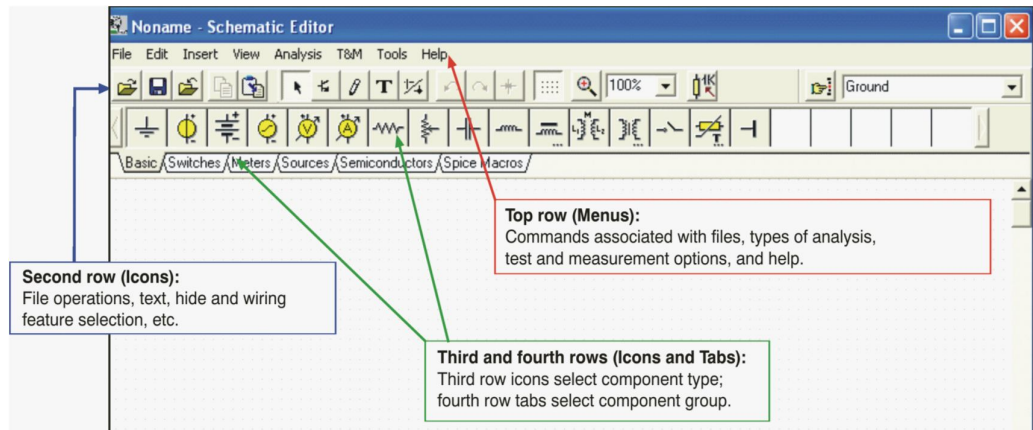 Noname - Schematic Editor
File Edit Insert View Analysis T&M Tools Help
T 100% 1K Ground
V A M L1 L2 T
Basic Switches Meters Sources Semiconductors Spice Macros
Top row (Menus):
Commands associated with files, types of analysis,
test and measurement options, and help.
Second row (Icons):
File operations, text, hide and wiring
feature selection, etc.
Third and fourth rows (Icons and Tabs):
Third row icons select component type;
fourth row tabs select component group.